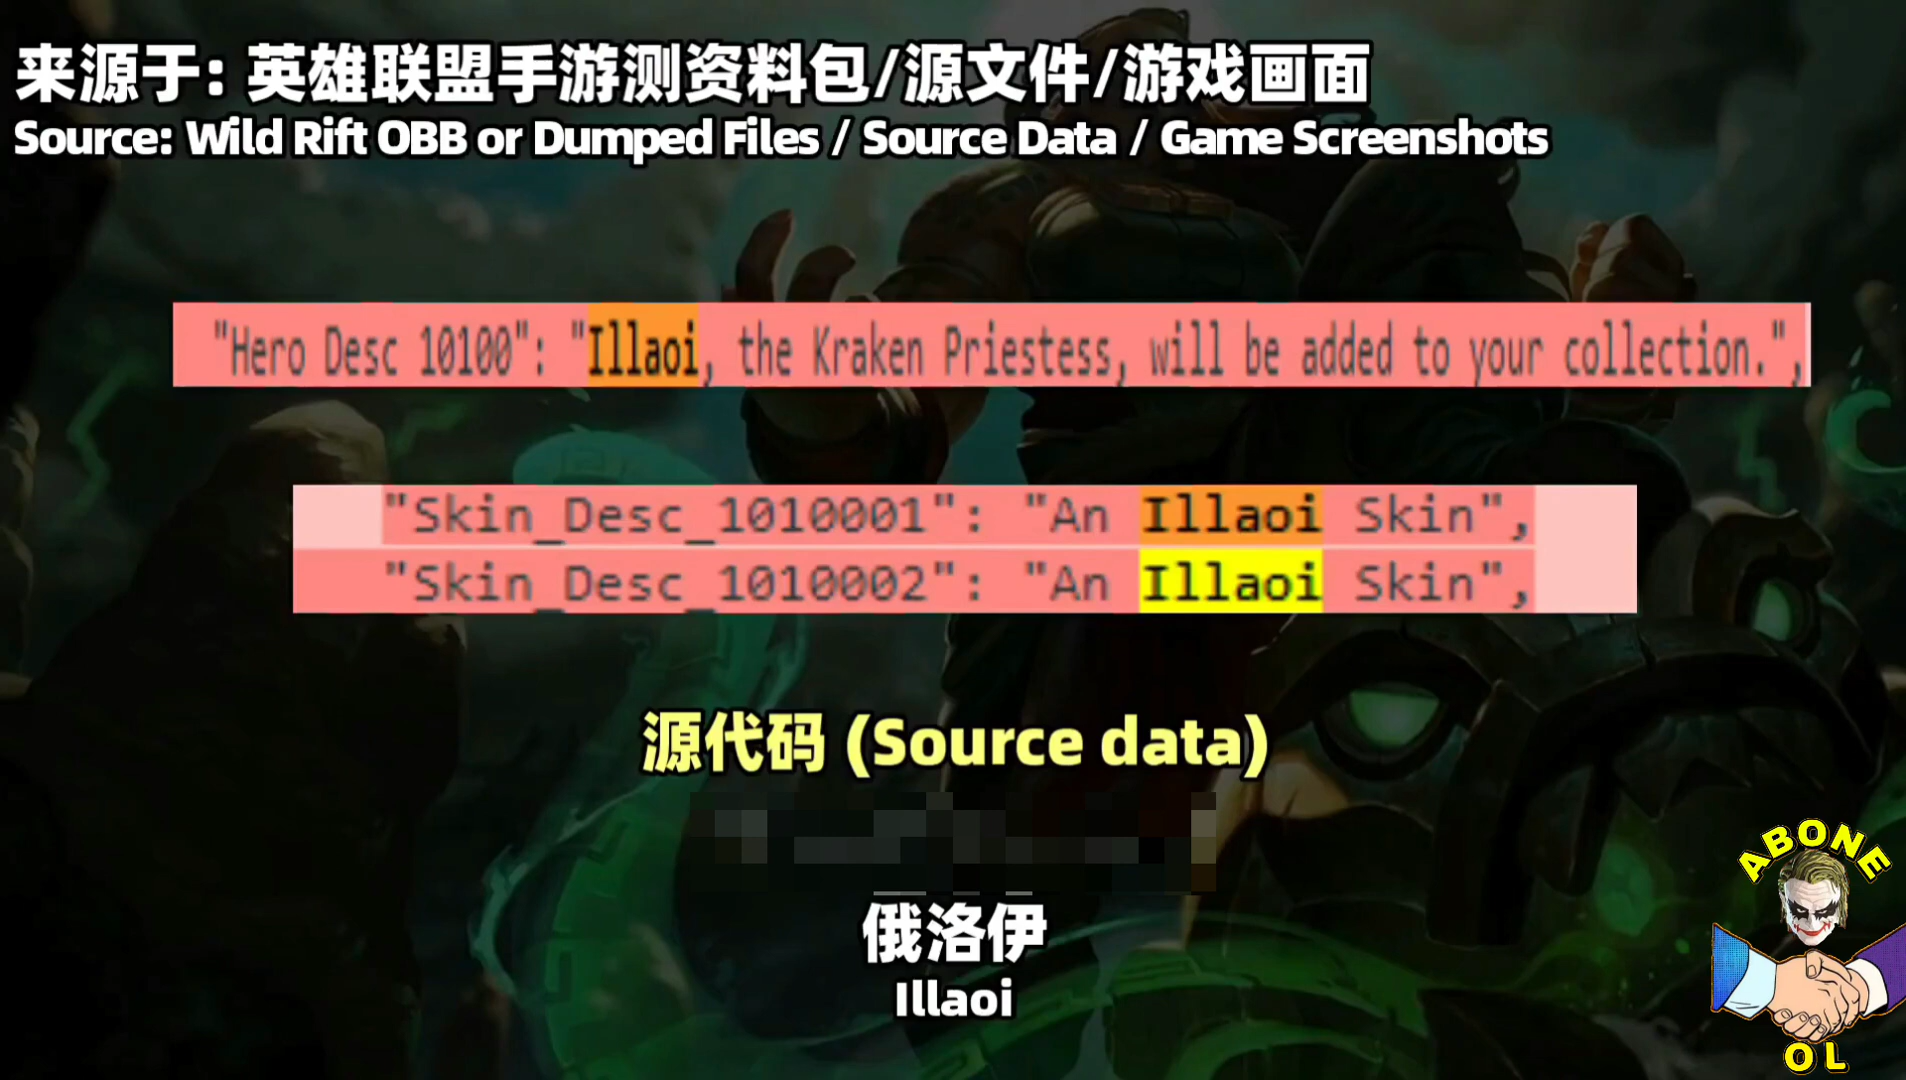 来源于: 英雄联盟手游测资料包/源文件/游戏画面
Source: Wild Rift OBB or Dumped Files / Source Data / Game Screenshots
"Hero Desc 10100": "Illaoi, the Kraken Priestess, will be added to your collection.",
"Skin_Desc_1010001": "An Illaoi Skin",
"Skin_Desc_1010002": "An Illaoi Skin",
源代码 (Source data)
俄洛伊
Illaoi
ABONE
OL